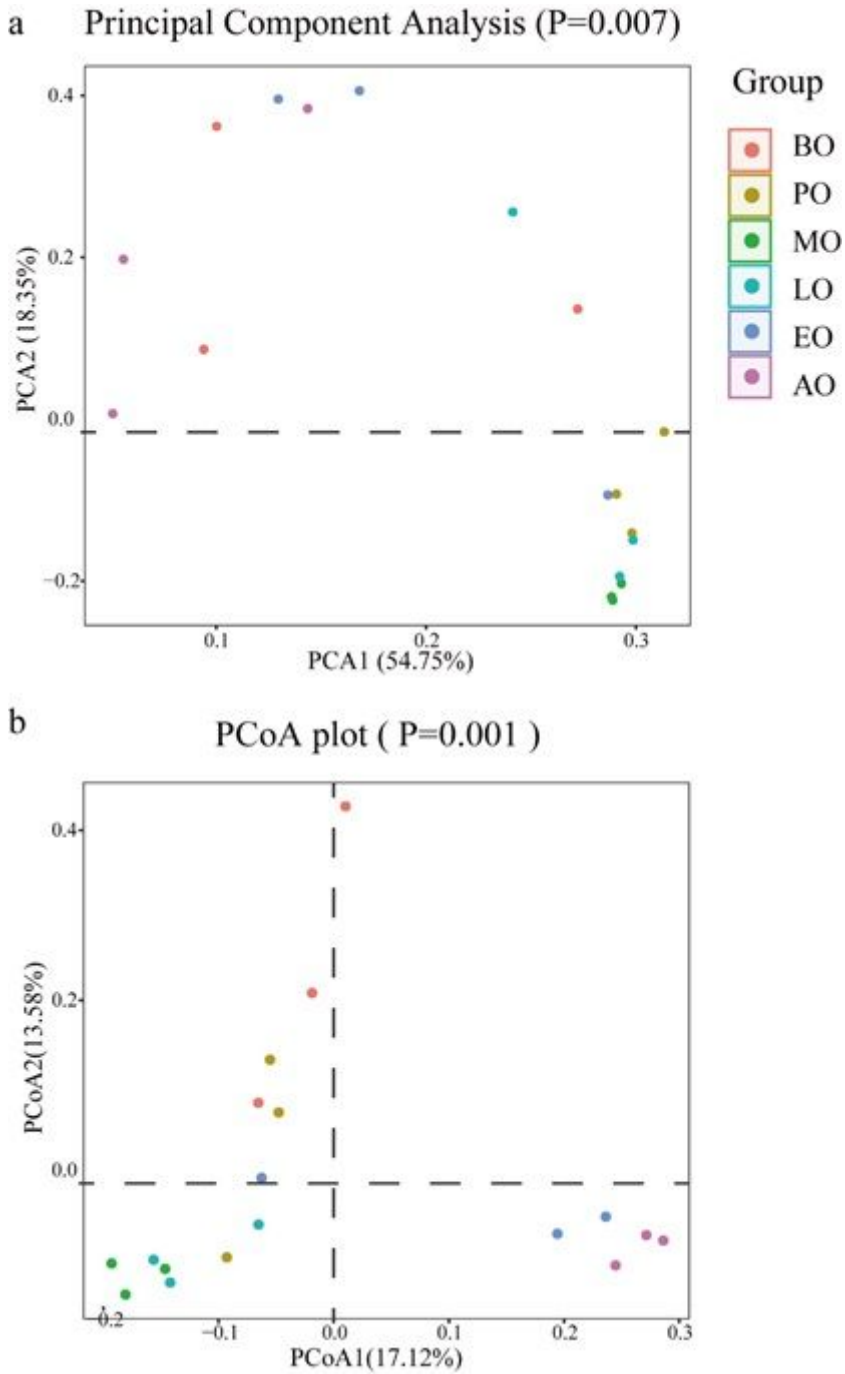 a
Principal Component Analysis (P=0.007)
Group
BO
PO
MO
LO
EO
AO
PCA2 (18.35%)
0.4
0.2
0.0
−0.2
0.1
0.2
0.3
PCA1 (54.75%)
b
PCoA plot ( P=0.001 )
PCoA2(13.58%)
0.4
0.2
0.0
−0.2
−0.1
0.0
0.1
0.2
0.3
PCoA1(17.12%)